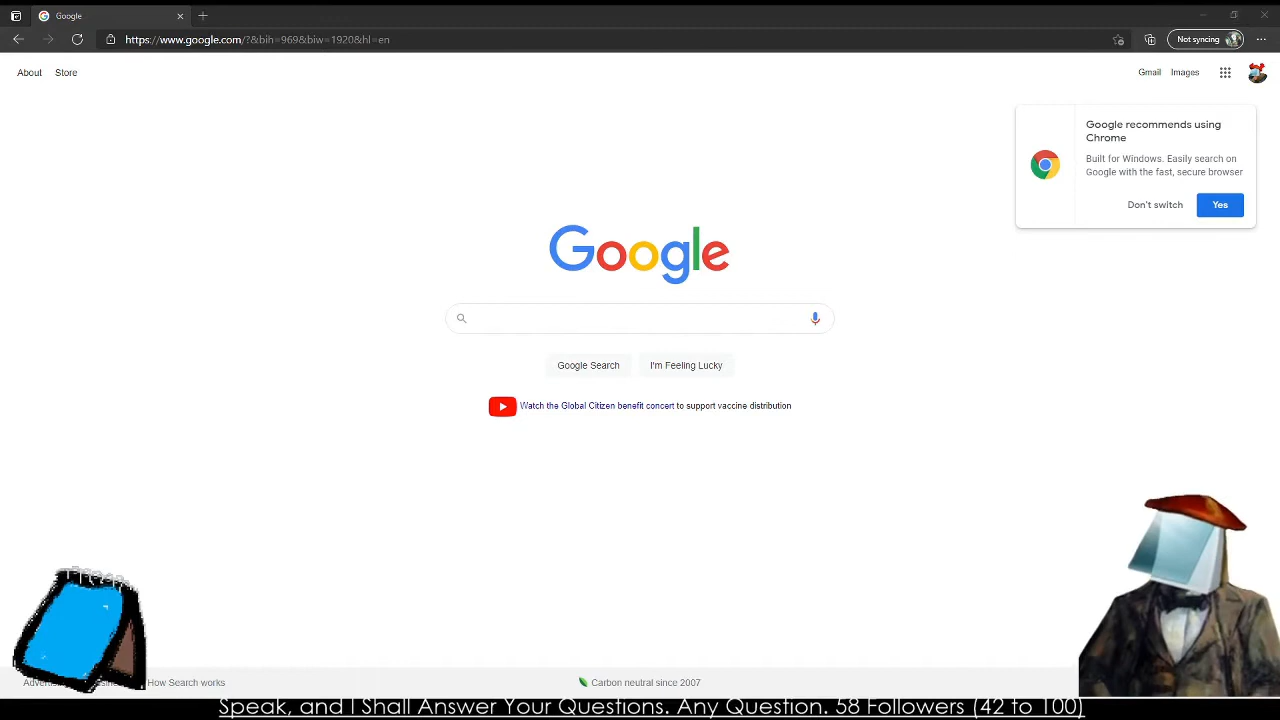 Google
https://www.google.com/?&bih=969&biw=1920&hl=en
Not syncing
About Store
Gmail Images
Google recommends using
Chrome
Built for Windows. Easily search on
Google with the fast, secure browser
Don't switch Yes
Google
Google Search I'm Feeling Lucky
Watch the Global Citizen benefit concert to support vaccine distribution
How Search works
Carbon neutral since 2007
Speak, and I Shall Answer Your Questions. Any Question. 58 Followers (42 to 100)